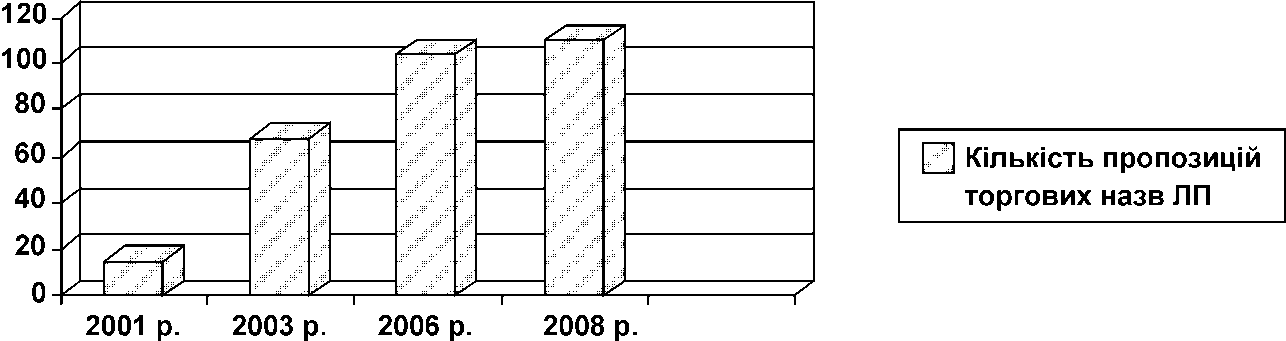 120
100
80
60
40
20
0
2001 р.
2003 р.
2006 р.
2008 р.
Кількість пропозицій
торгових назв ЛП